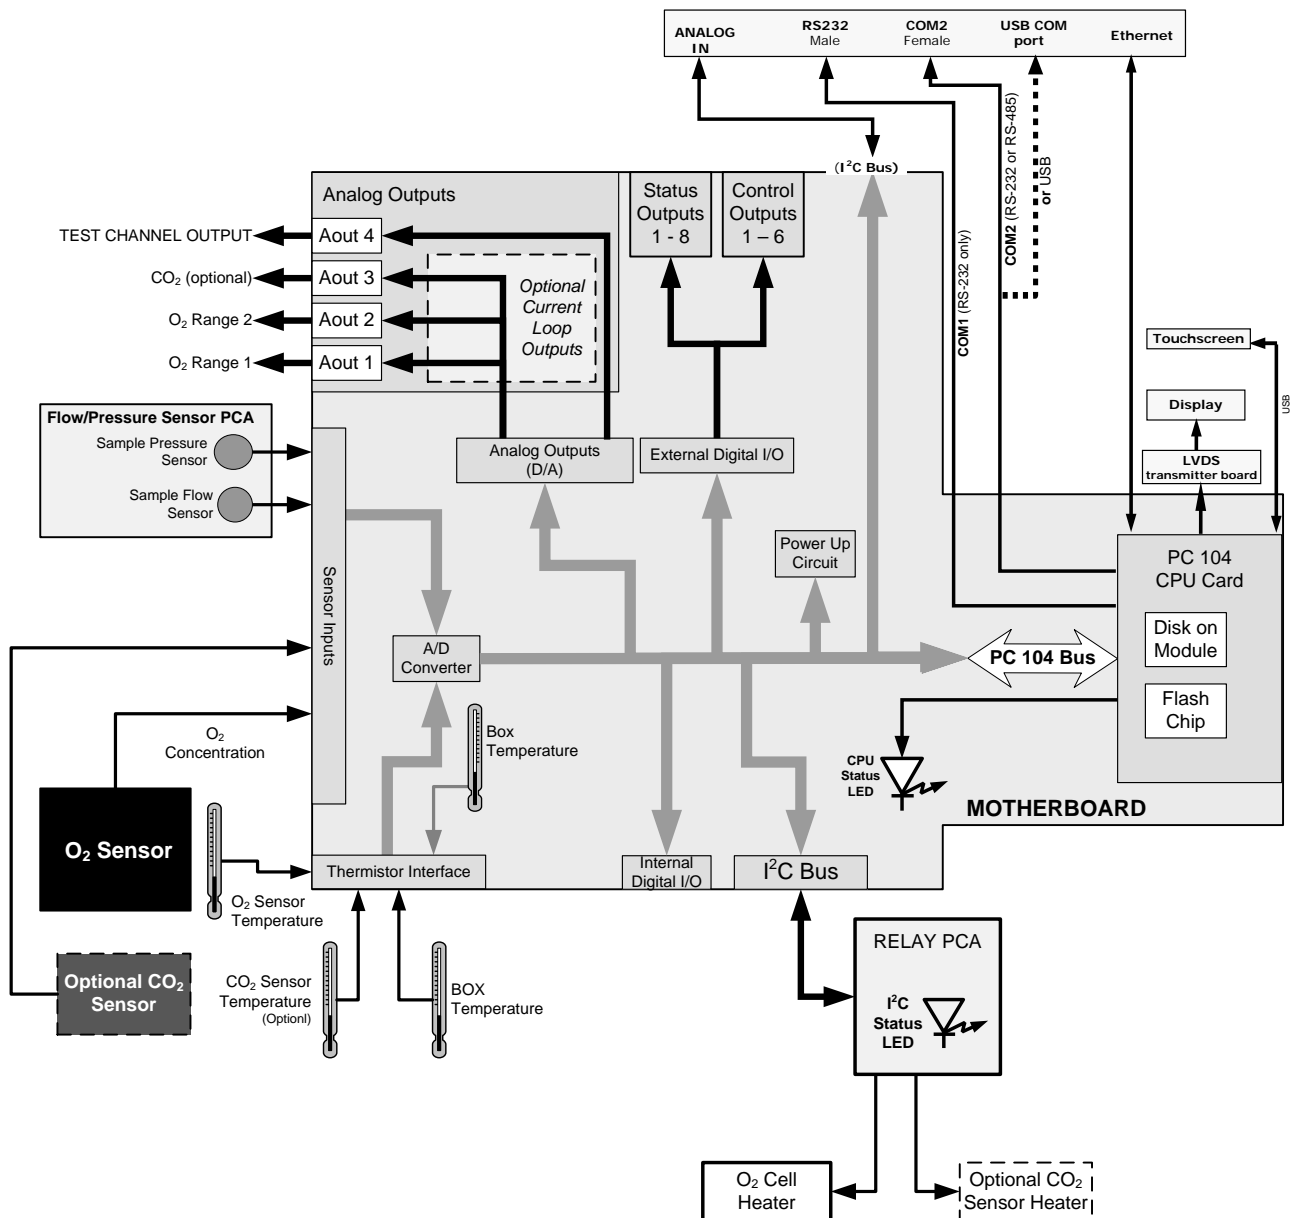 ANALOG
IN
RS232
Male
COM2
Female
USB COM
port
Ethernet
(I²C Bus)
COM1 (RS-232 only)
COM2 (RS-232 or RS-485)
or USB
Analog Outputs
Status
Outputs
1 - 8
Control
Outputs
1 – 6
TEST CHANNEL OUTPUT
Aout 4
CO₂ (optional)
Aout 3
O₂ Range 2
Aout 2
O₂ Range 1
Aout 1
Optional
Current
Loop
Outputs
Touchscreen
USB
Display
LVDS
transmitter board
Flow/Pressure Sensor PCA
Sample Pressure
Sensor
Sample Flow
Sensor
Analog Outputs
(D/A)
External Digital I/O
Power Up
Circuit
PC 104
CPU Card
Disk on
Module
Flash
Chip
Sensor Inputs
A/D
Converter
PC 104 Bus
O₂
Concentration
Box
Temperature
CPU
Status
LED
MOTHERBOARD
O₂ Sensor
Thermistor Interface
Internal
Digital I/O
I²C Bus
O₂ Sensor
Temperature
Optional CO₂
Sensor
CO₂ Sensor
Temperature
(Optionl)
BOX
Temperature
RELAY PCA
I²C
Status
LED
O₂ Cell
Heater
Optional CO₂
Sensor Heater